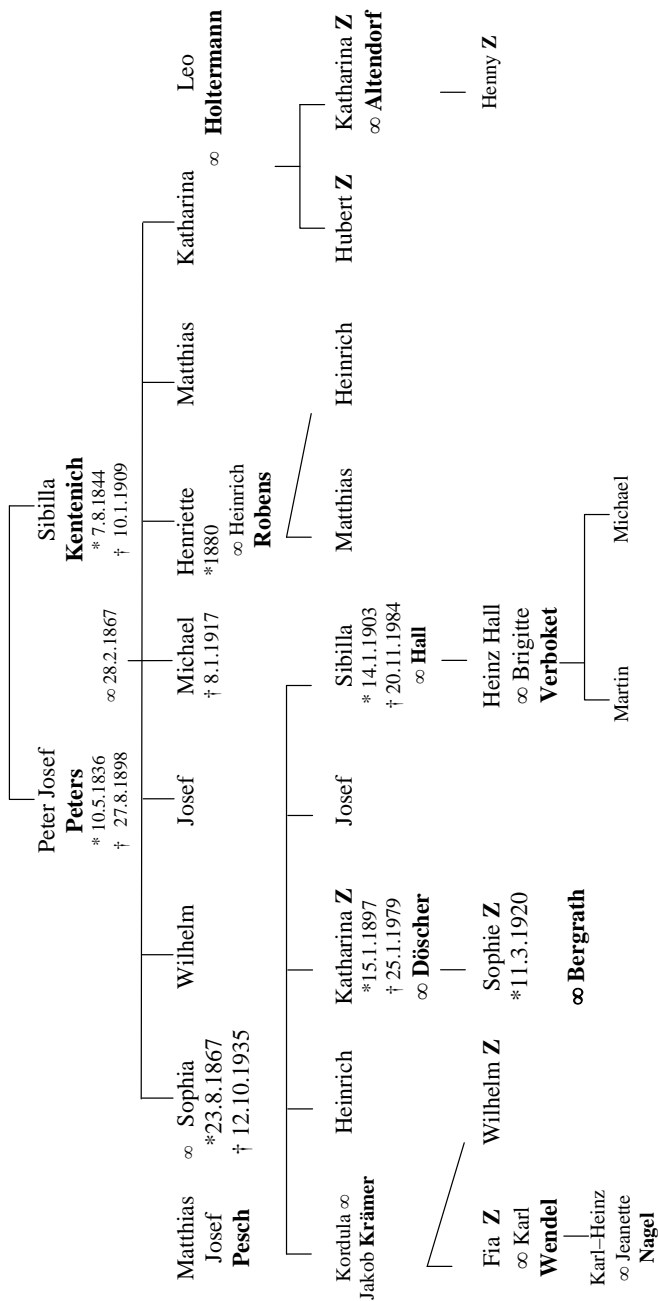 Peter Josef
Peters
* 10.5.1836
† 27.8.1898
∞ 28.2.1867
Sibilla
Kentenich
* 7.8.1844
† 10.1.1909
Matthias
Josef
Pesch
∞ Sophia
*23.8.1867
† 12.10.1935
Wilhelm
Josef
Michael
† 8.1.1917
Henriette
*1880
∞ Heinrich
Robens
Matthias
Katharina
∞
Leo
Holtermann
Kordula ∞
Jakob Krämer
Heinrich
Katharina Z
*15.1.1897
† 25.1.1979
∞ Döscher
Josef
Sibilla
* 14.1.1903
† 20.11.1984
∞ Hall
Matthias
Heinrich
Hubert Z
Katharina Z
∞ Altendorf
Fia Z
∞ Karl
Wendel
Wilhelm Z
Sophie Z
*11.3.1920
∞ Bergrath
Heinz Hall
∞ Brigitte
Verboket
Henny Z
Karl–Heinz
∞ Jeanette
Nagel
Martin
Michael